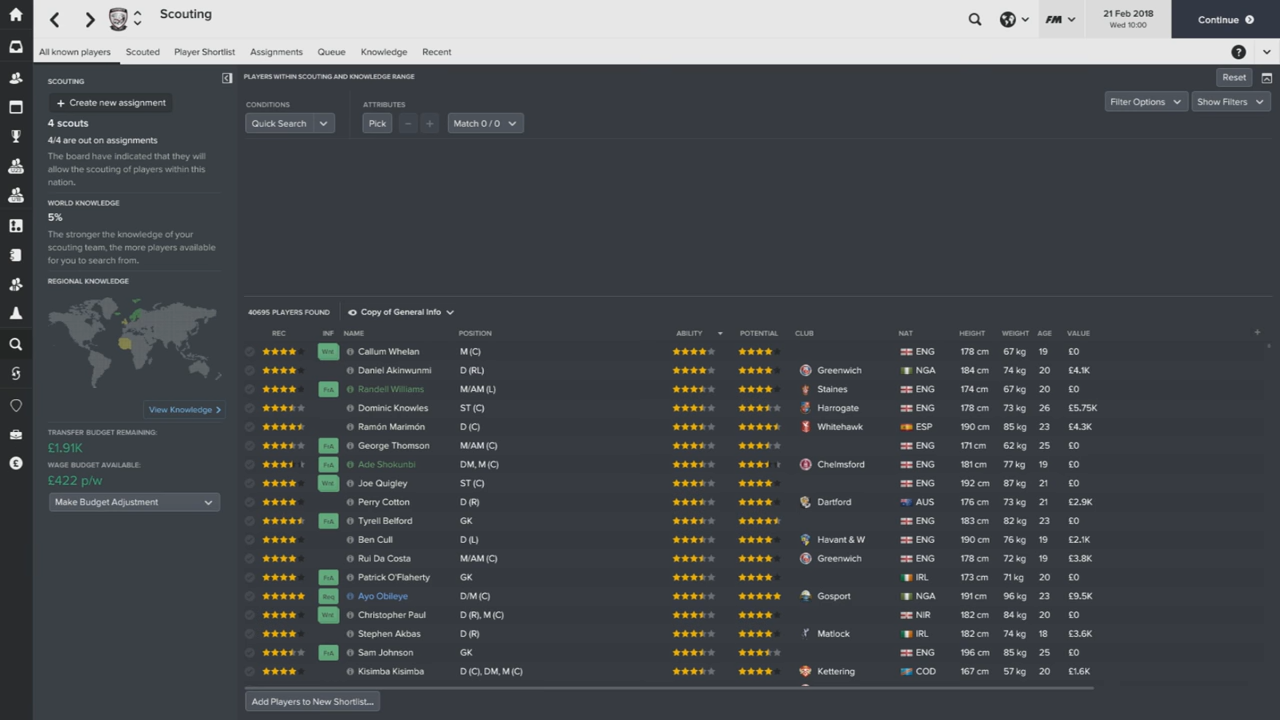 Scouting
FM
21 Feb 2018
Wed 10:00
Continue
All known players Scouted Player Shortlist Assignments Queue Knowledge Recent
?
SCOUTING
+ Create new assignment
4 scouts
4/4 are out on assignments
The board have indicated that they will
allow the scouting of players within this
nation.
WORLD KNOWLEDGE
5%
The stronger the knowledge of your
scouting team, the more players available
for you to search from.
REGIONAL KNOWLEDGE
View Knowledge >
TRANSFER BUDGET REMAINING:
£1.91K
WAGE BUDGET AVAILABLE:
£422 p/w
Make Budget Adjustment
PLAYERS WITHIN SCOUTING AND KNOWLEDGE RANGE
Reset
Filter Options Show Filters
CONDITIONS ATTRIBUTES
Quick Search Pick - + Match 0 / 0
40695 PLAYERS FOUND Copy of General Info
REC INF NAME POSITION ABILITY POTENTIAL CLUB NAT HEIGHT WEIGHT AGE VALUE +
Wnt Callum Whelan M (C) ENG 178 cm 67 kg 19 £0
Daniel Akinwunmi D (RL) Greenwich NGA 184 cm 74 kg 20 £4.1K
FoA Randell Williams M/AM (L) Staines ENG 174 cm 67 kg 20 £0
Dominic Knowles ST (C) Harrogate ENG 178 cm 73 kg 26 £5.75K
Ramón Marimón D (C) Whitehawk ESP 190 cm 85 kg 23 £4.3K
FoA George Thomson M/AM (C) ENG 171 cm 62 kg 25 £0
FoA Ade Shokunbi DM, M (C) Chelmsford ENG 181 cm 77 kg 19 £0
Wnt Joe Quigley ST (C) ENG 192 cm 87 kg 21 £0
Perry Cotton D (R) Dartford AUS 176 cm 73 kg 21 £2.9K
FoA Tyrell Belford GK ENG 183 cm 82 kg 23 £0
Ben Cull D (L) Havant & W ENG 190 cm 76 kg 19 £2.1K
Rui Da Costa M/AM (C) Greenwich ENG 178 cm 72 kg 19 £3.8K
FoA Patrick O'Flaherty GK IRL 173 cm 71 kg 20 £0
Req Ayo Obileye D/M (C) Gosport NGA 191 cm 96 kg 23 £9.5K
Wnt Christopher Paul D (R), M (C) NIR 182 cm 84 kg 20 £0
Stephen Akbas D (R) Matlock IRL 182 cm 74 kg 18 £3.6K
FoA Sam Johnson GK ENG 196 cm 85 kg 25 £0
Kisimba Kisimba D (C), DM, M (C) Kettering COD 167 cm 57 kg 20 £1.6K
Add Players to New Shortlist...